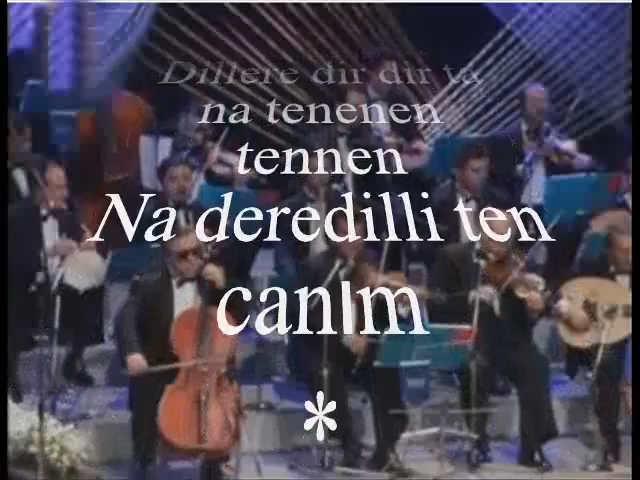 Dillere dir dir ta
na tenenen
tennen
Na deredilli ten
canım
*